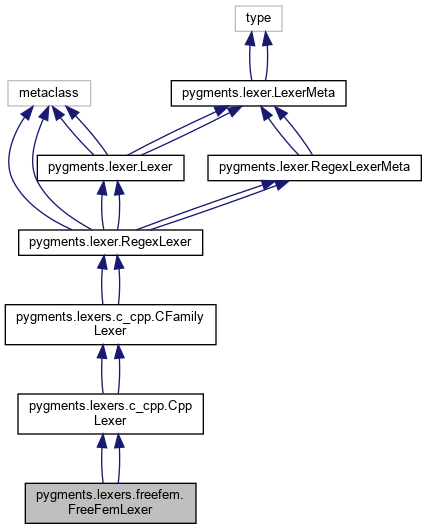 type
metaclass
pygments.lexer.LexerMeta
pygments.lexer.Lexer
pygments.lexer.RegexLexerMeta
pygments.lexer.RegexLexer
pygments.lexers.c_cpp.CFamily
Lexer
pygments.lexers.c_cpp.Cpp
Lexer
pygments.lexers.freefem.
FreeFemLexer